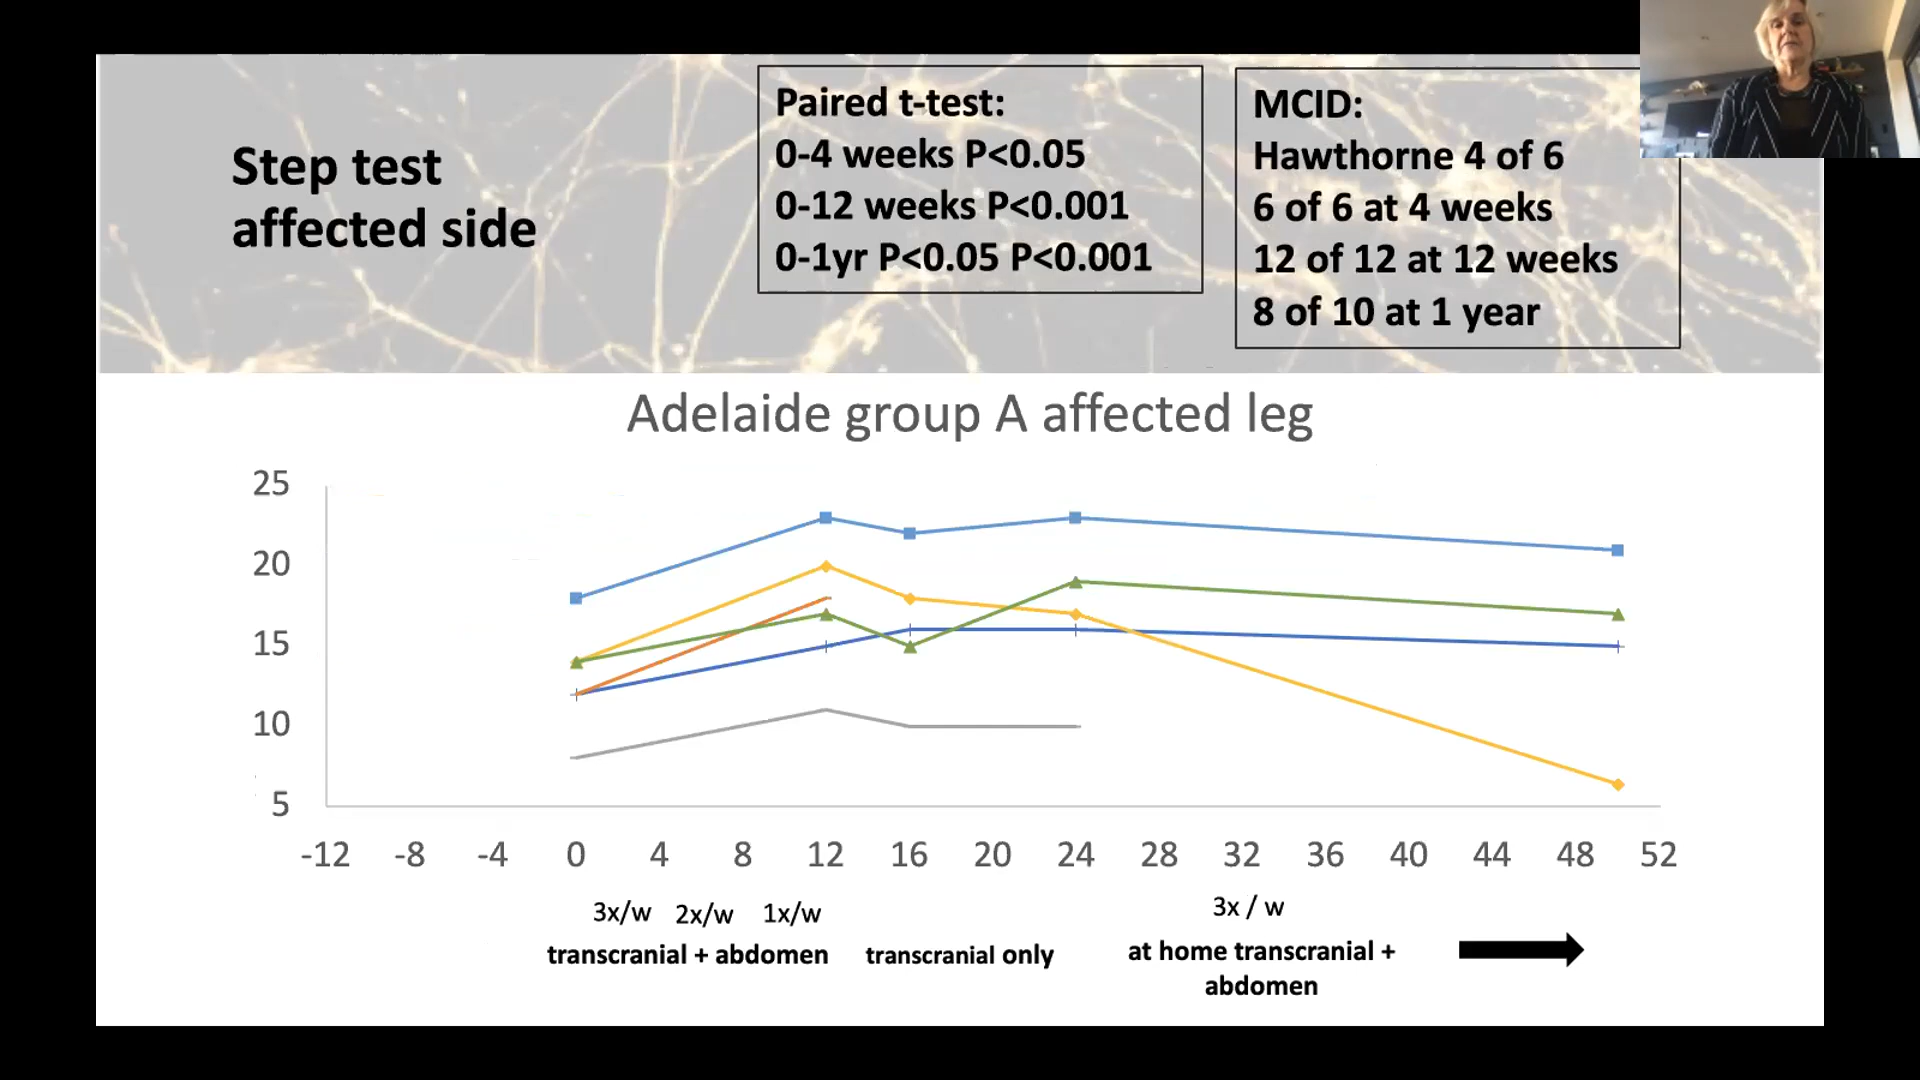 Step test
affected side
Paired t-test:
0-4 weeks P<0.05
0-12 weeks P<0.001
0-1yr P<0.05 P<0.001
MCID:
Hawthorne 4 of 6
6 of 6 at 4 weeks
12 of 12 at 12 weeks
8 of 10 at 1 year
Adelaide group A affected leg
25
20
15
10
5
-12 -8 -4 0 4 8 12 16 20 24 28 32 36 40 44 48 52
3x/w 2x/w 1x/w
3x / w
transcranial + abdomen
transcranial only
at home transcranial +
abdomen